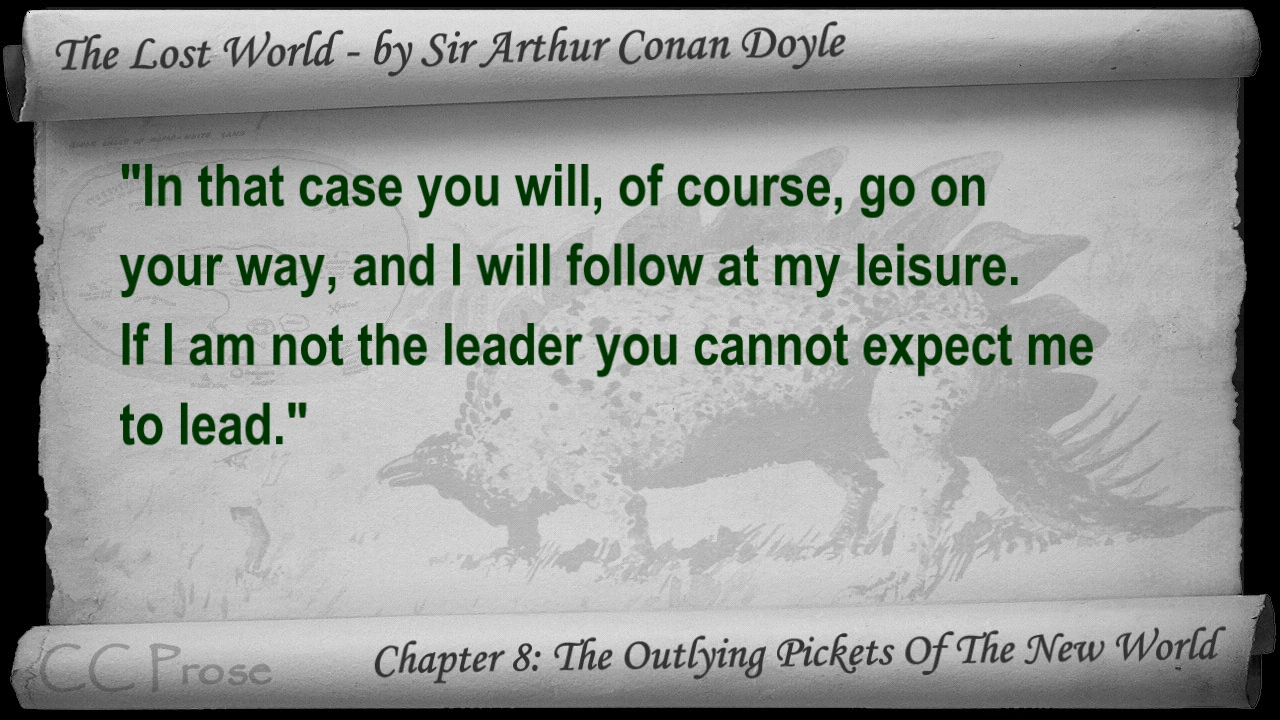 The Lost World - by Sir Arthur Conan Doyle
"In that case you will, of course, go on
your way, and I will follow at my leisure.
If I am not the leader you cannot expect me
to lead."
CC Prose
Chapter 8: The Outlying Pickets Of The New World